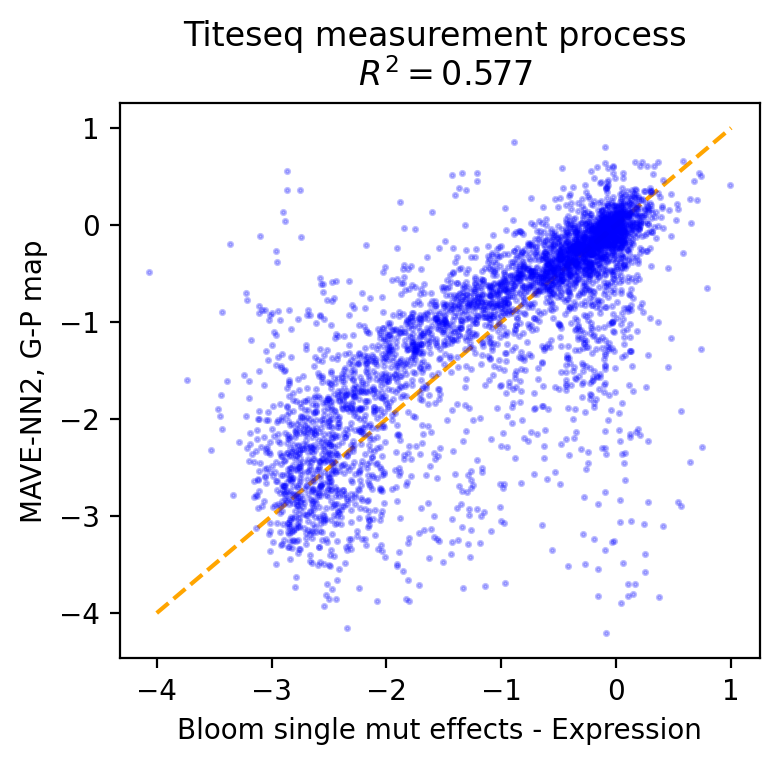 Titeseq measurement process
R² = 0.577
1
0
−1
−2
−3
−4
MAVE-NN2, G-P map
−4 −3 −2 −1 0 1
Bloom single mut effects - Expression